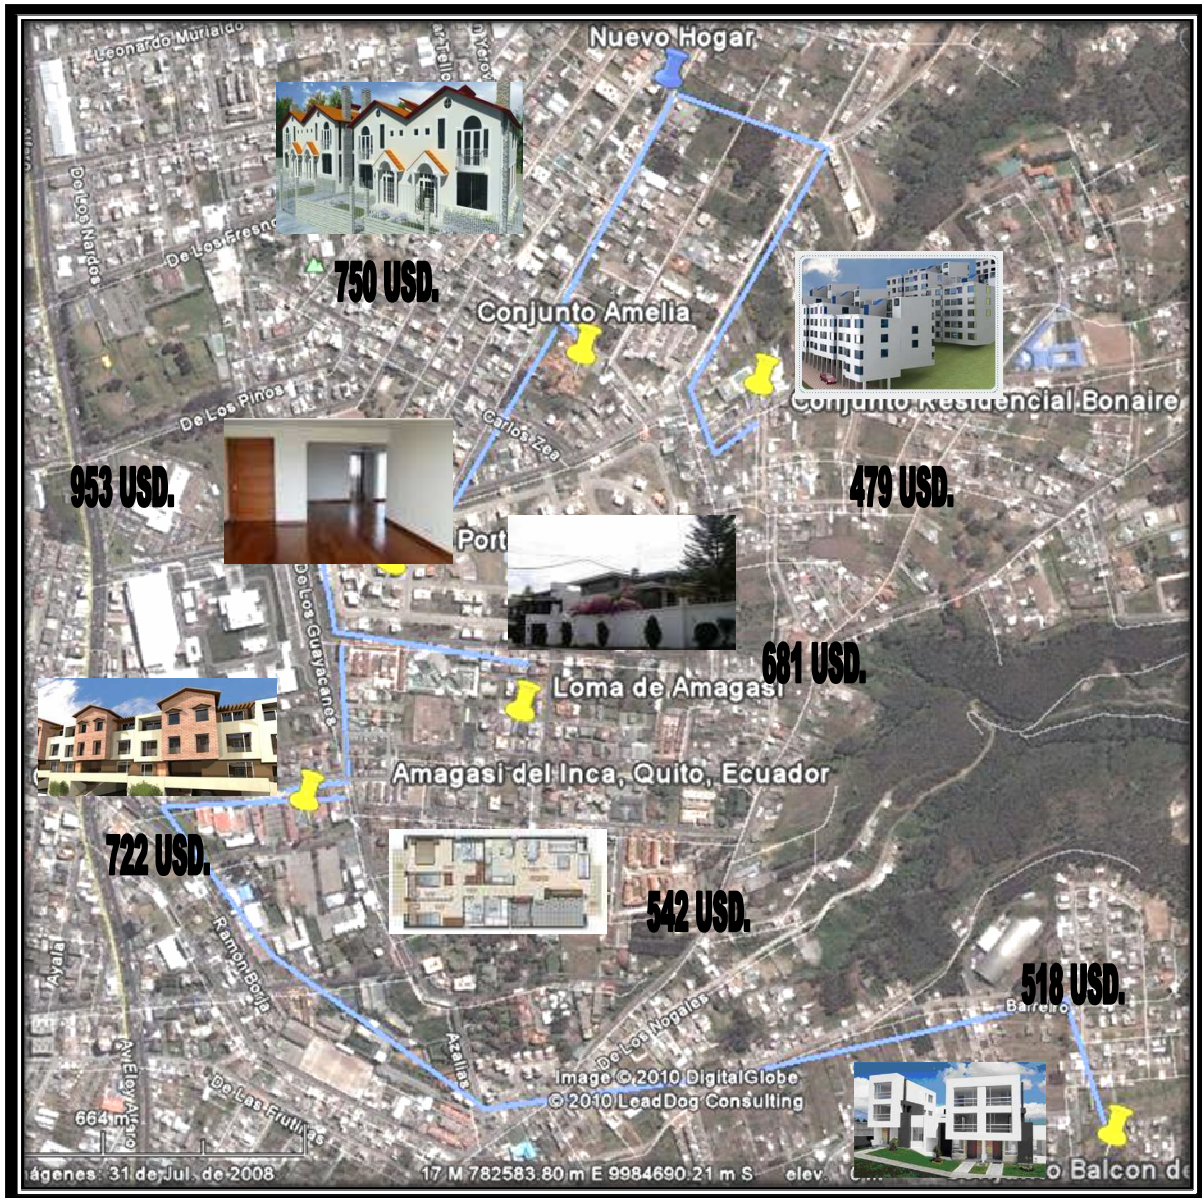 Nuevo Hogar
Leonardo Murialdo
De Los Nardos
De Los Fresno
750 USD.
Conjunto Amelia
Conjunto Residencial Bonaire
De Los Pinos
Carlos Zea
953 USD.
479 USD.
Port
De Los Guayacanes
681 USD.
Loma de Amagasi
Amagasi del Inca, Quito, Ecuador
722 USD.
542 USD.
Ramón Borja
Ayala
518 USD.
Barreiro
De Los Nogales
Azalias
Av Eloy Alfaro
De Las Frutillas
Image © 2010 DigitalGlobe
© 2010 LeadDog Consulting
664 m
ágenes: 31 de Jul. de 2008
17 M 782583.80 m E 9984690.21 m S
elev.
o Balcon de